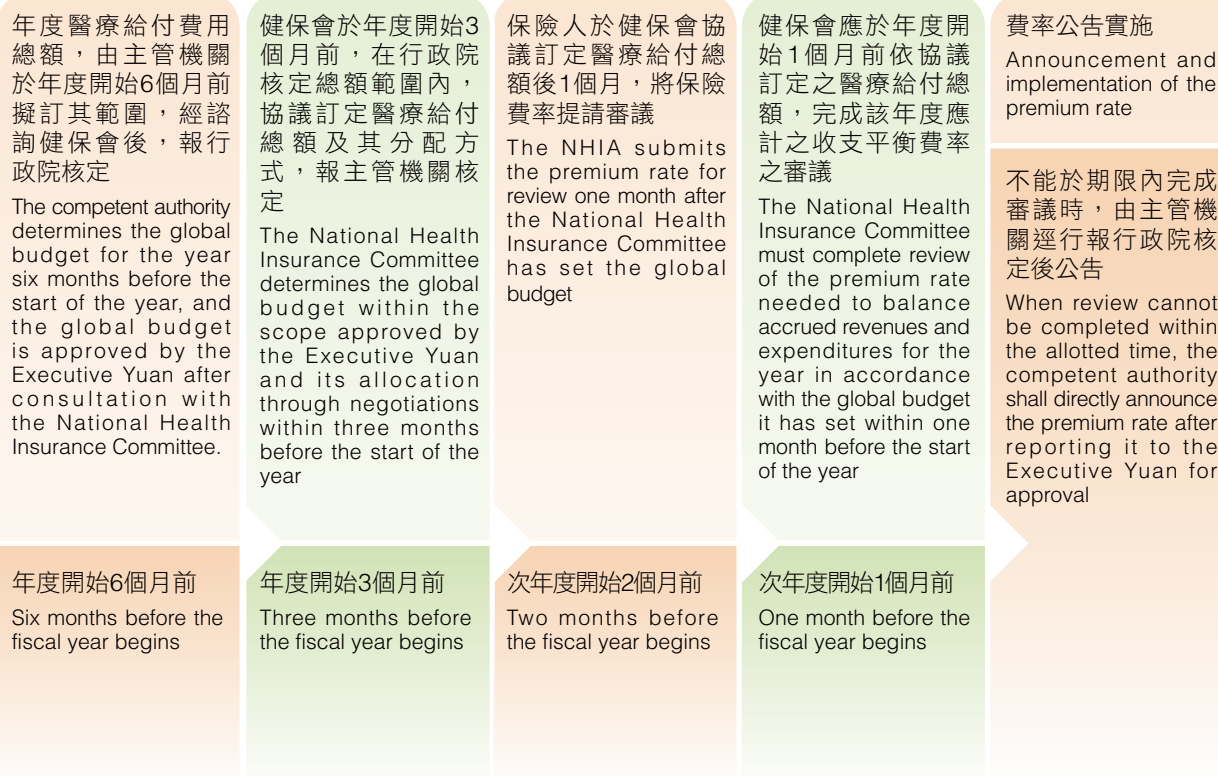 年度醫療給付費用
總額，由主管機關
於年度開始6個月前
擬訂其範圍，經諮
詢健保會後，報行
政院核定
The competent authority
determines the global
budget for the year
six months before the
start of the year, and
the global budget
is approved by the
Executive Yuan after
consultation with
the National Health
Insurance Committee.
年度開始6個月前
Six months before the
fiscal year begins
健保會於年度開始3
個月前，在行政院
核定總額範圍內，
協議訂定醫療給付
總額及其分配方
式，報主管機關核
定
The National Health
Insurance Committee
determines the global
budget within the
scope approved by
the Executive Yuan
and its allocation
through negotiations
within three months
before the start of the
year
年度開始3個月前
Three months before
the fiscal year begins
保險人於健保會協
議訂定醫療給付總
額後1個月，將保險
費率提請審議
The NHIA submits
the premium rate for
review one month after
the National Health
Insurance Committee
has set the global
budget
次年度開始2個月前
Two months before
the fiscal year begins
健保會應於年度開
始1個月前依協議
訂定之醫療給付總
額，完成該年度應
計之收支平衡費率
之審議
The National Health
Insurance Committee
must complete review
of the premium rate
needed to balance
accrued revenues and
expenditures for the
year in accordance
with the global budget
it has set within one
month before the start
of the year
次年度開始1個月前
One month before the
fiscal year begins
費率公告實施
Announcement and
implementation of the
premium rate
不能於期限內完成
審議時，由主管機
關逕行報行政院核
定後公告
When review cannot
be completed within
the allotted time, the
competent authority
shall directly announce
the premium rate after
reporting it to the
Executive Yuan for
approval